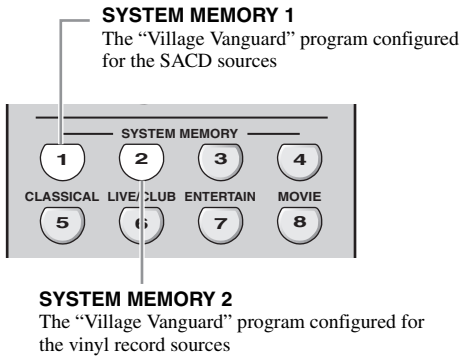 SYSTEM MEMORY 1
The “Village Vanguard” program configured
for the SACD sources
SYSTEM MEMORY
1 2 3 4
CLASSICAL LIVE/CLUB ENTERTAIN MOVIE
5 6 7 8
SYSTEM MEMORY 2
The “Village Vanguard” program configured for
the vinyl record sources